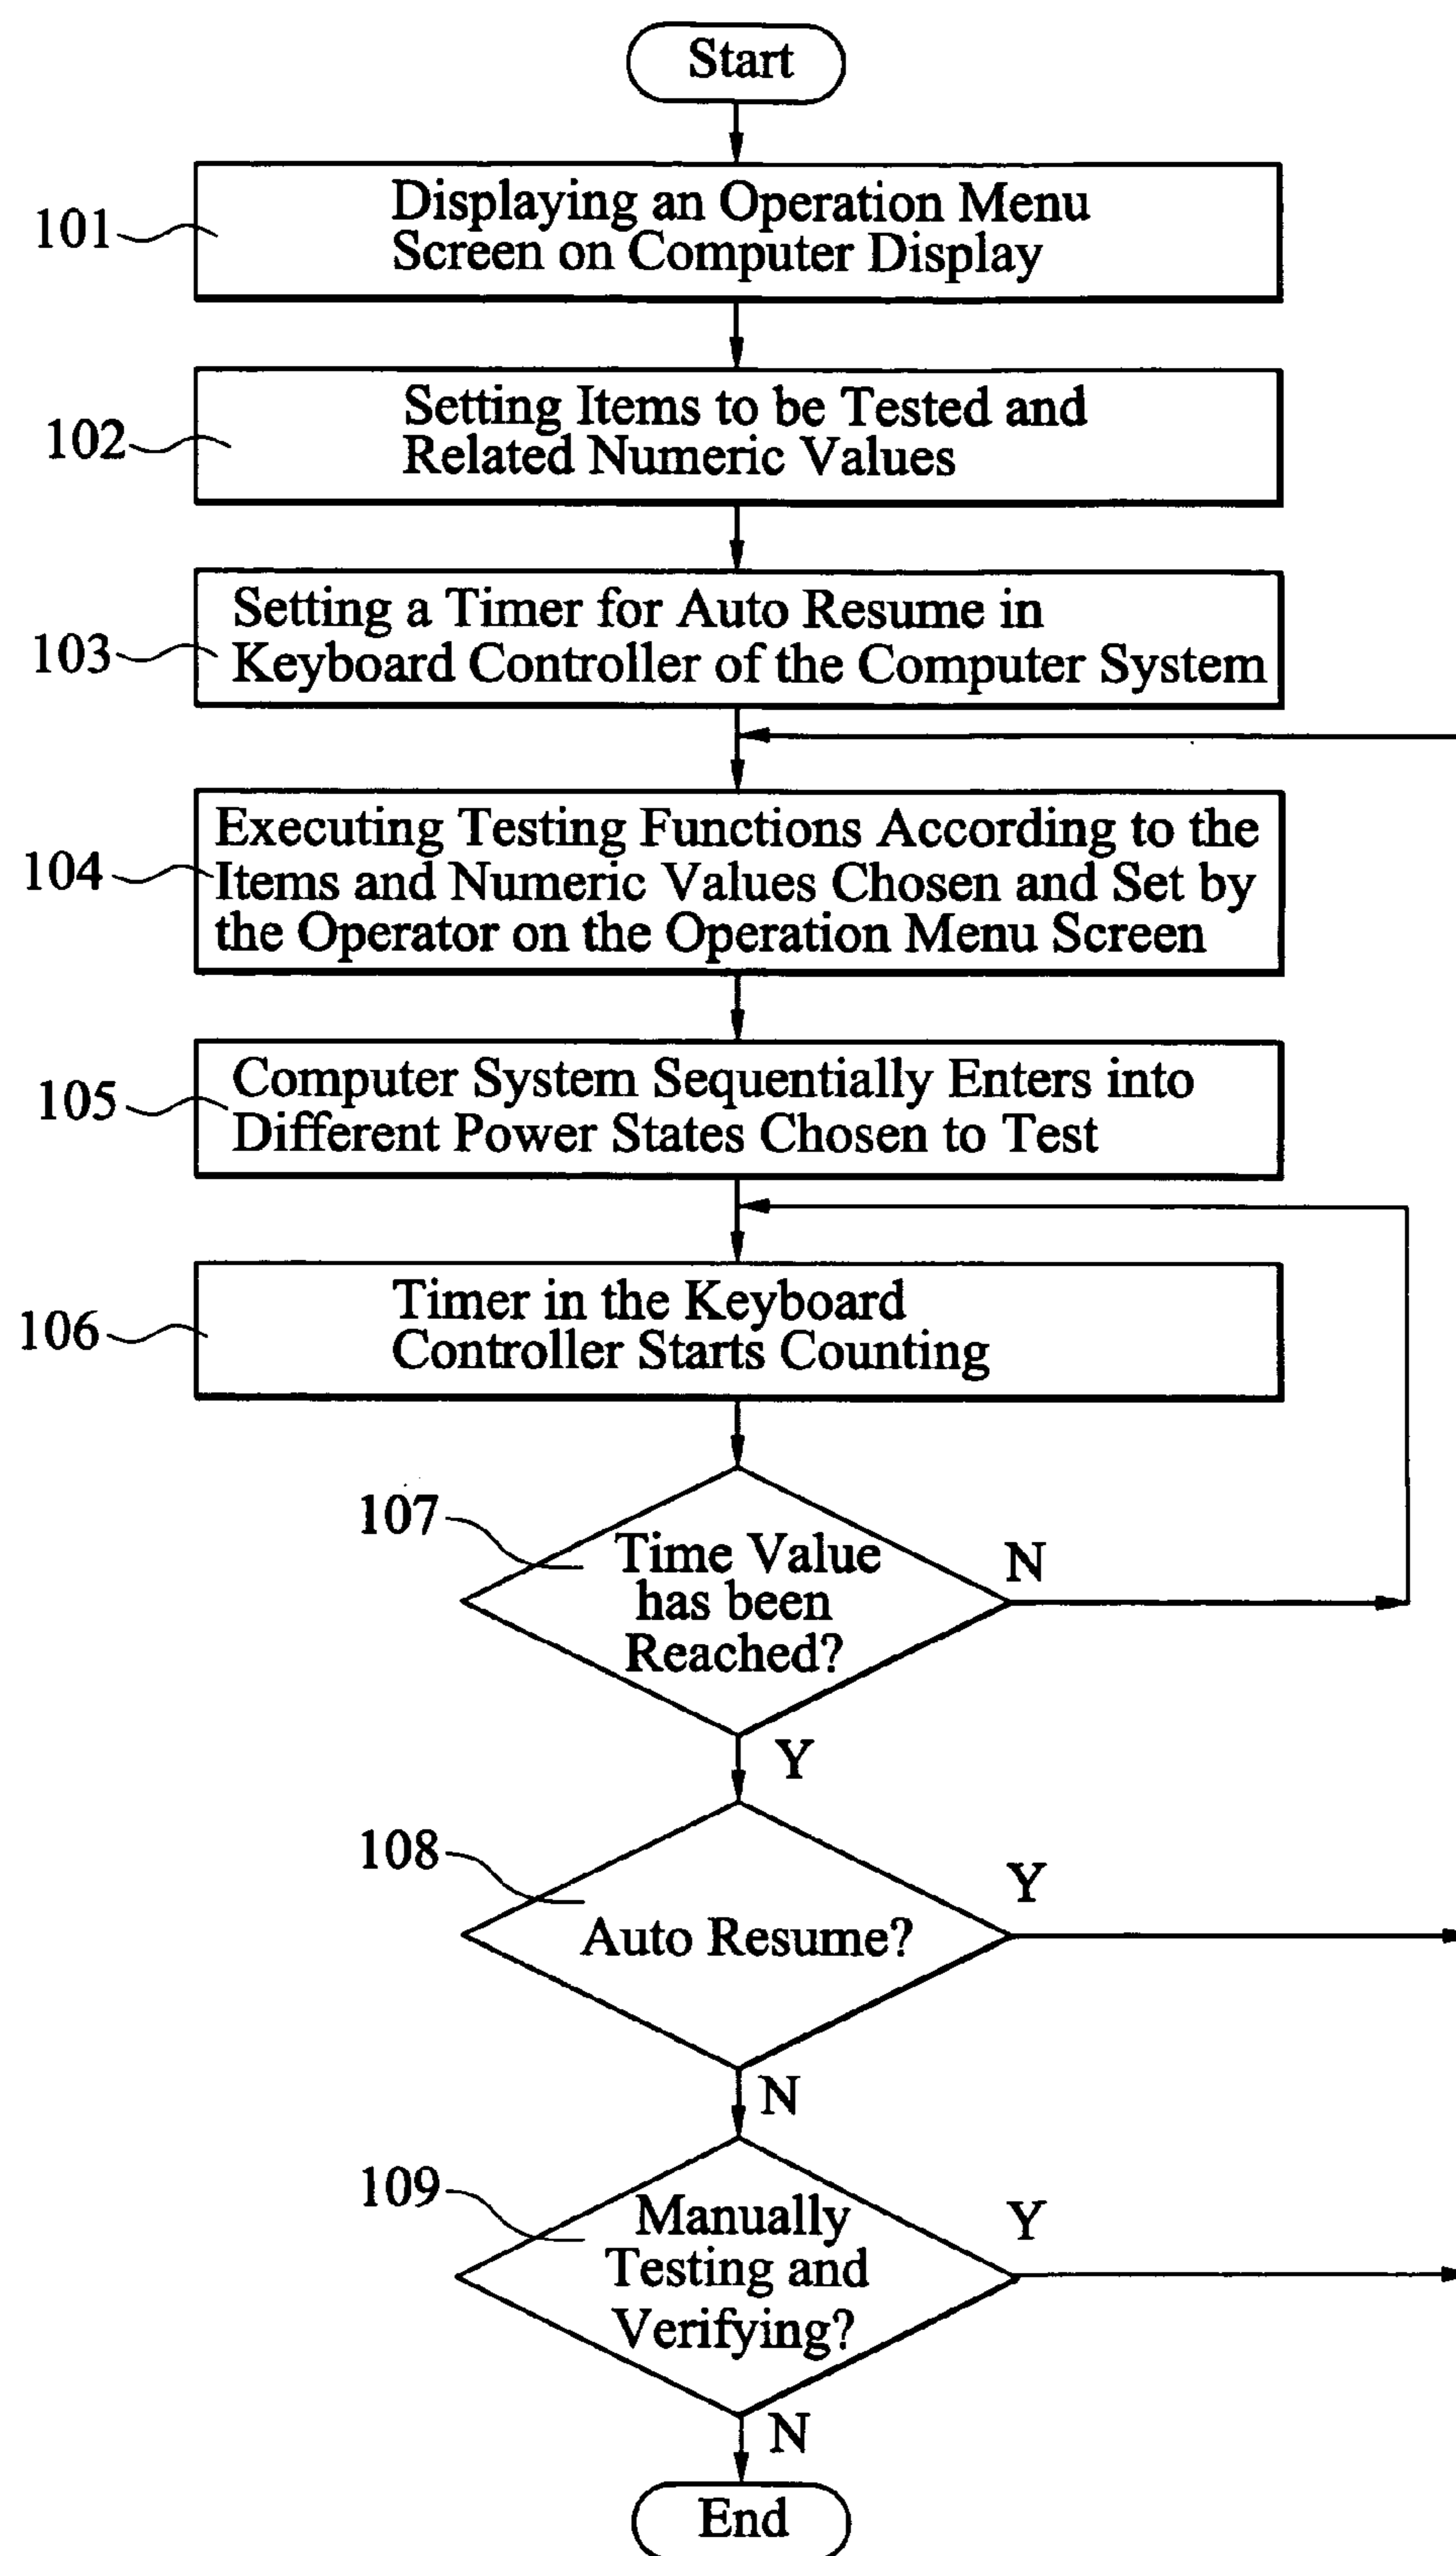 Start
101
Displaying an Operation Menu
Screen on Computer Display
102
Setting Items to be Tested and
Related Numeric Values
103
Setting a Timer for Auto Resume in
Keyboard Controller of the Computer System
104
Executing Testing Functions According to the
Items and Numeric Values Chosen and Set by
the Operator on the Operation Menu Screen
105
Computer System Sequentially Enters into
Different Power States Chosen to Test
106
Timer in the Keyboard
Controller Starts Counting
107
Time Value
has been
Reached?
N
Y
108
Auto Resume?
Y
N
109
Manually
Testing and
Verifying?
Y
N
End